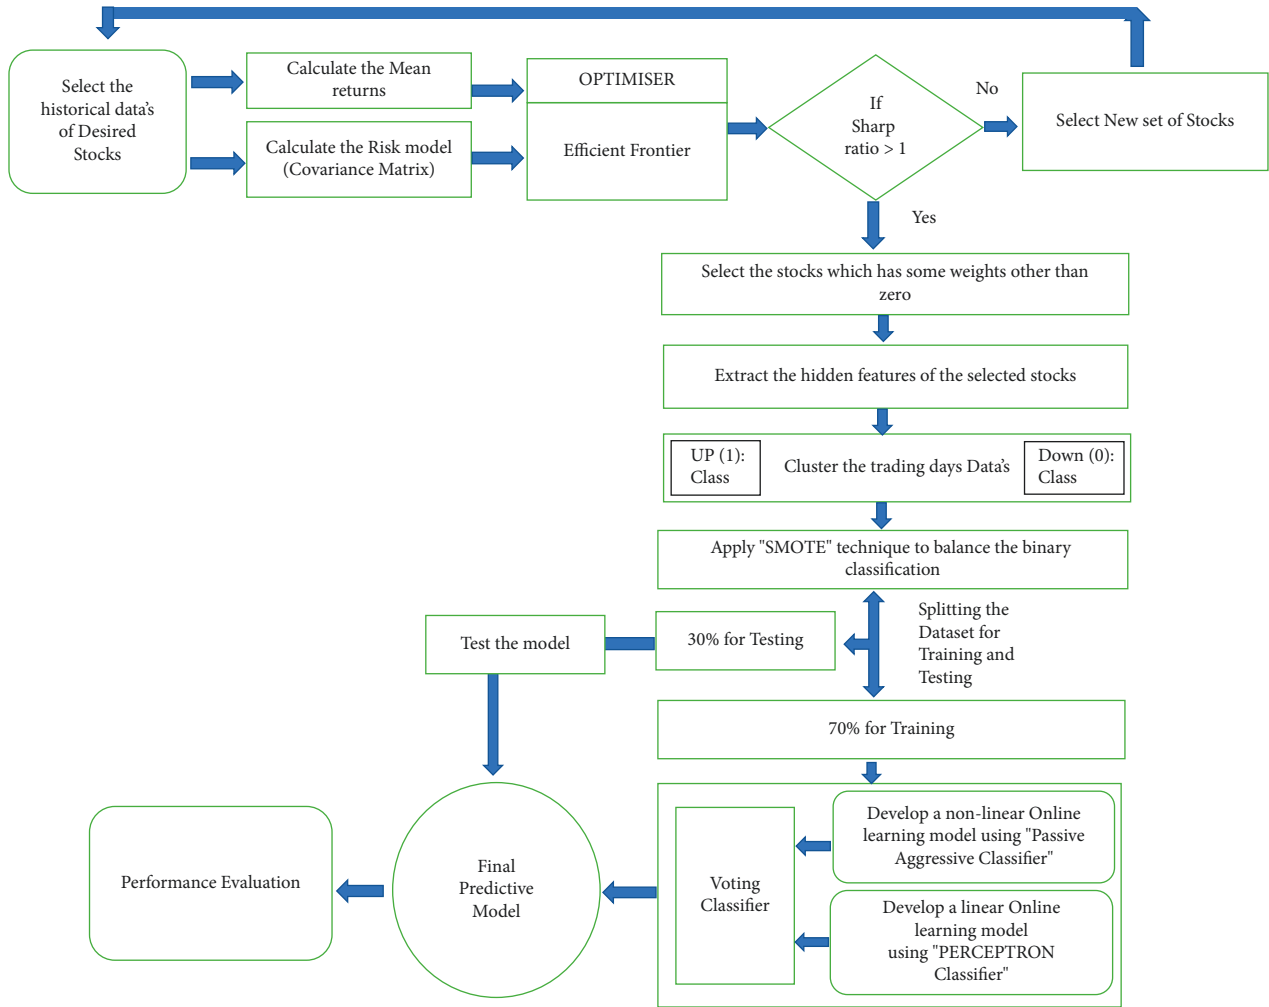 Select the
historical data's
of Desired
Stocks
Calculate the Mean
returns
Calculate the Risk model
(Covariance Matrix)
OPTIMISER
Efficient Frontier
If
Sharp
ratio > 1
No
Select New set of Stocks
Yes
Select the stocks which has some weights other than
zero
Extract the hidden features of the selected stocks
UP (1):
Class
Cluster the trading days Data's
Down (0):
Class
Apply "SMOTE" technique to balance the binary
classification
Splitting the
Dataset for
Training and
Testing
30% for Testing
Test the model
70% for Training
Develop a non-linear Online
learning model using "Passive
Aggressive Classifier"
Voting
Classifier
Develop a linear Online
learning model
using "PERCEPTRON
Classifier"
Final
Predictive
Model
Performance Evaluation